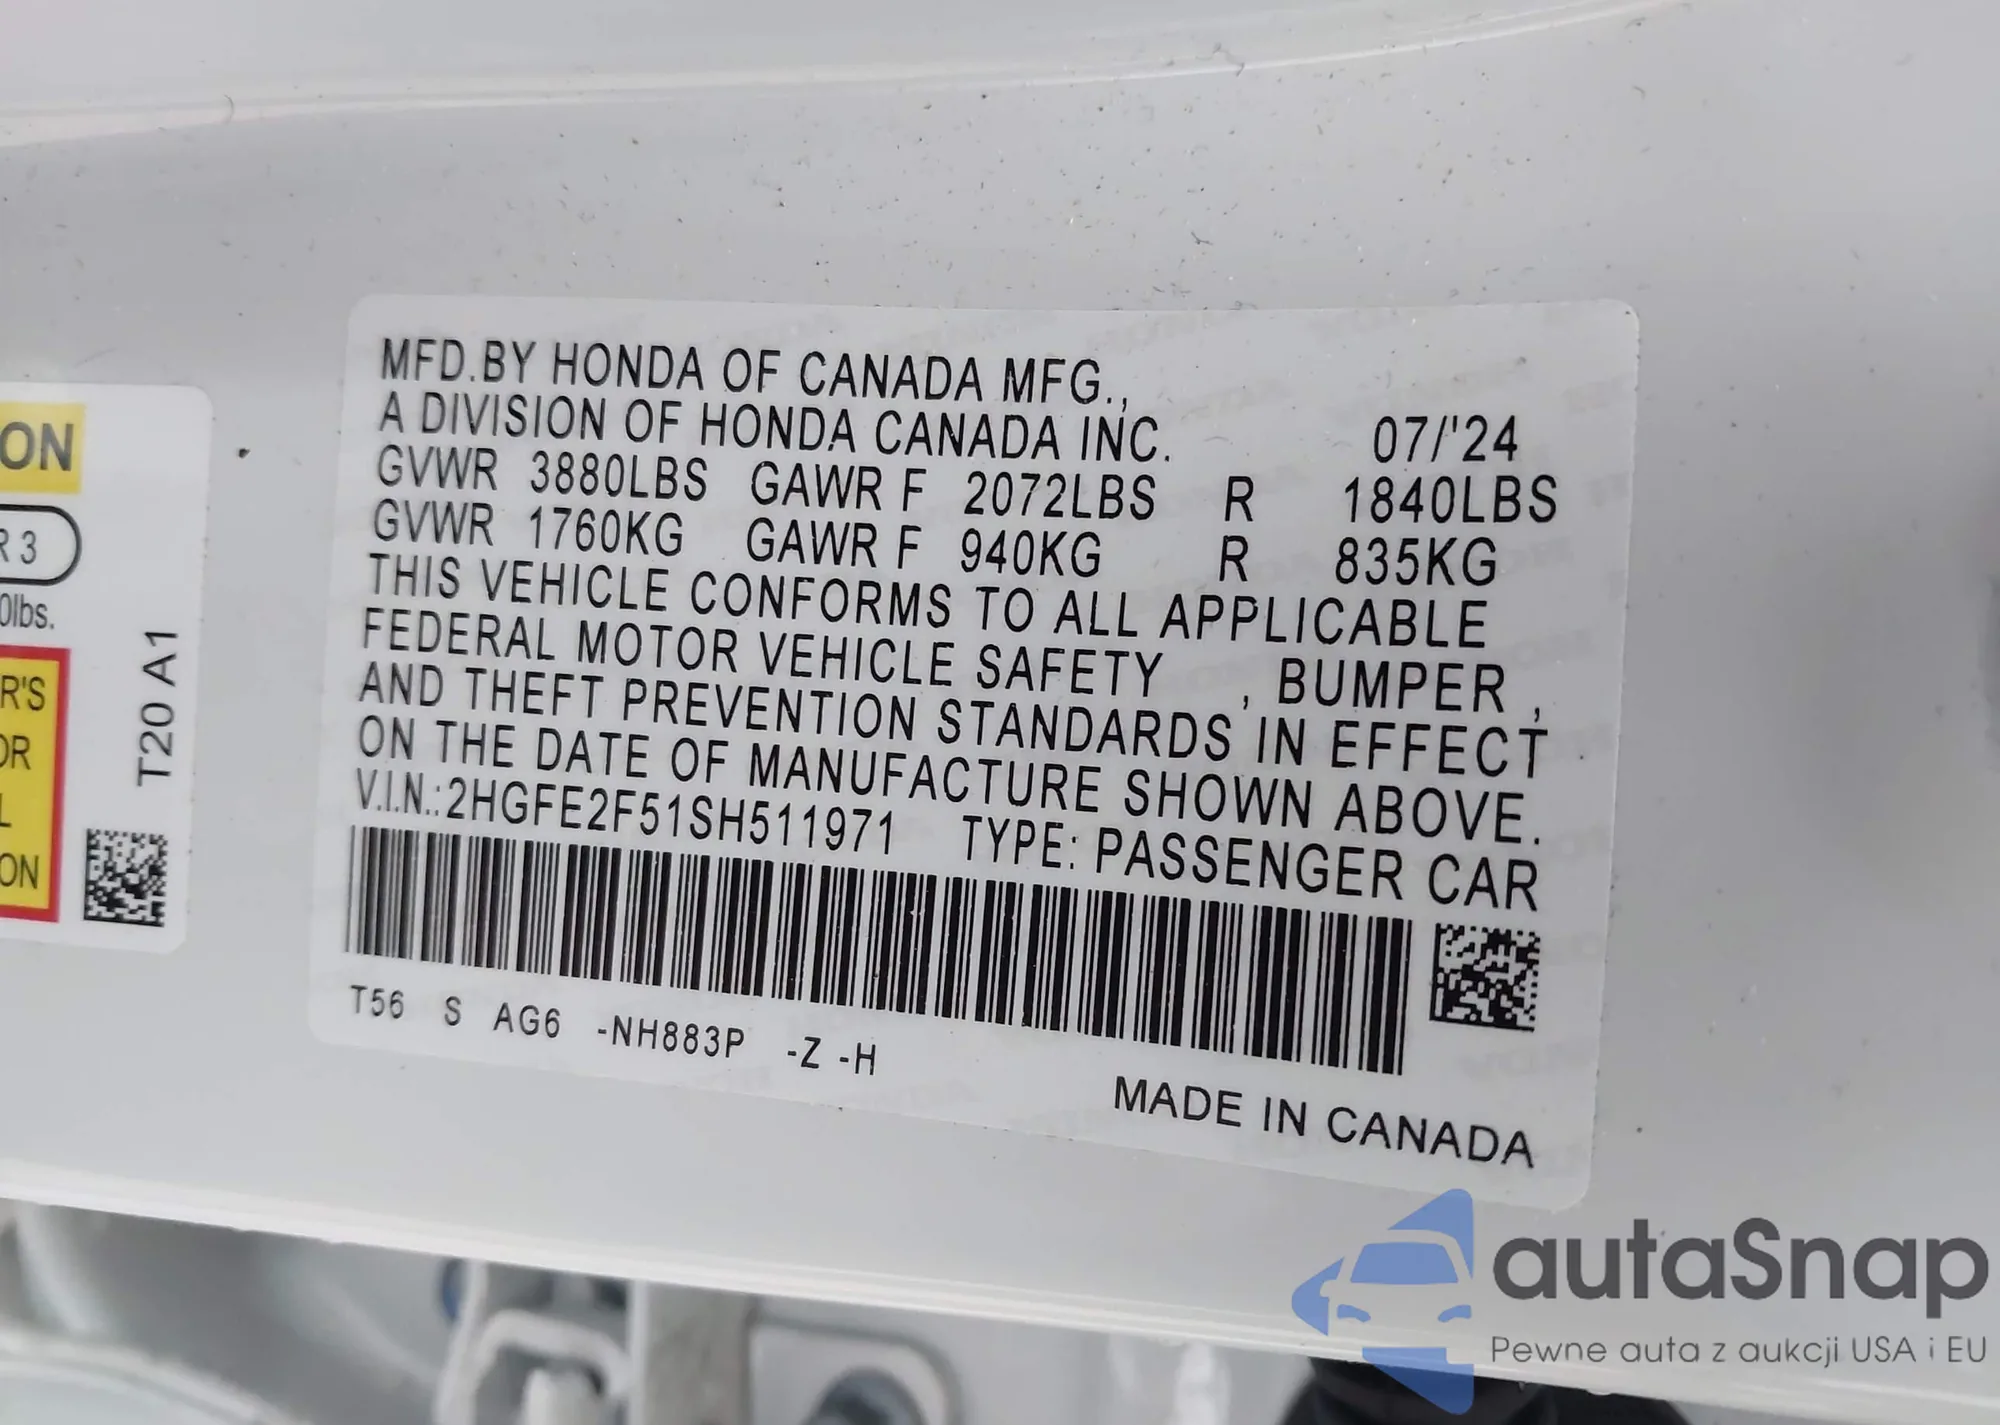 ON
R 3
0lbs.
R'S
OR
L
ON
T20 A1
MFD.BY HONDA OF CANADA MFG.,
A DIVISION OF HONDA CANADA INC. 07/'24
GVWR 3880LBS GAWR F 2072LBS R 1840LBS
GVWR 1760KG GAWR F 940KG R 835KG
THIS VEHICLE CONFORMS TO ALL APPLICABLE
FEDERAL MOTOR VEHICLE SAFETY , BUMPER ,
AND THEFT PREVENTION STANDARDS IN EFFECT
ON THE DATE OF MANUFACTURE SHOWN ABOVE.
V.I.N.:2HGFE2F51SH511971 TYPE: PASSENGER CAR
T56 S AG6 -NH883P -Z -H
MADE IN CANADA
autaSnap
Pewne auta z aukcji USA i EU